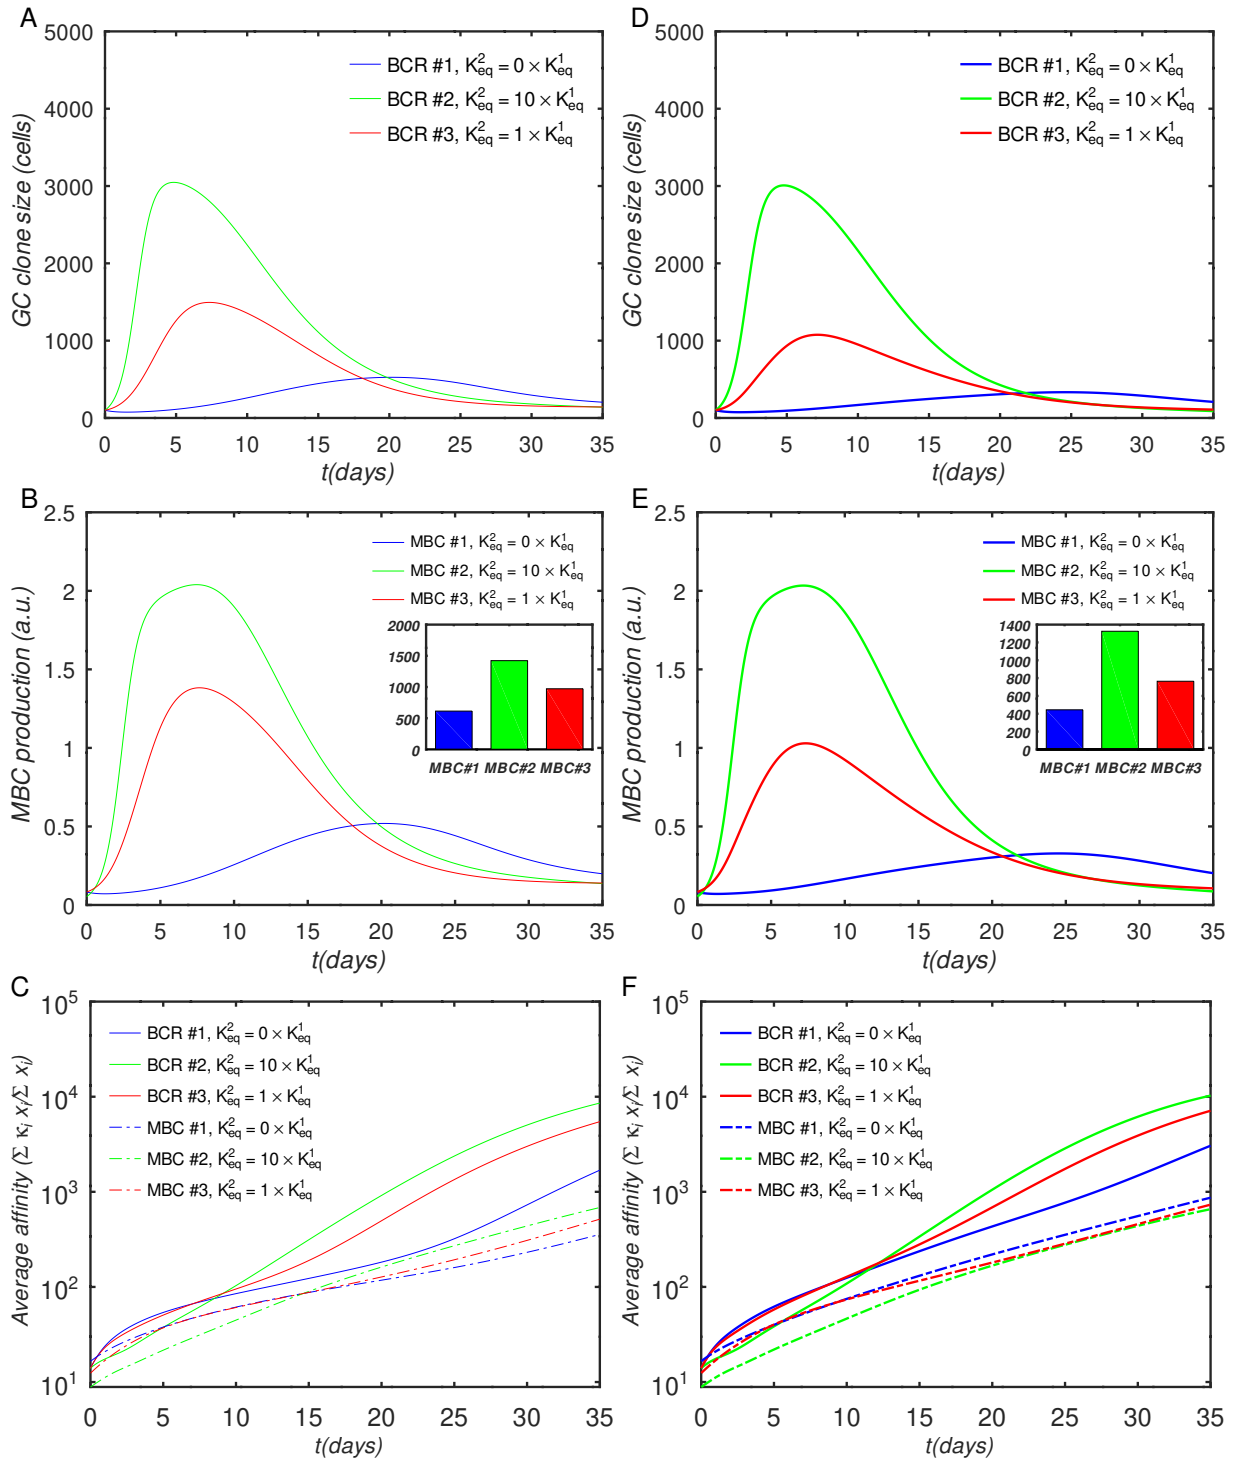 A
5000
4000
3000
2000
1000
0
GC clone size (cells)
BCR #1, K²eq = 0 × K¹eq
BCR #2, K²eq = 10 × K¹eq
BCR #3, K²eq = 1 × K¹eq
0 5 10 15 20 25 30 35
t(days)
D
5000
4000
3000
2000
1000
0
GC clone size (cells)
BCR #1, K²eq = 0 × K¹eq
BCR #2, K²eq = 10 × K¹eq
BCR #3, K²eq = 1 × K¹eq
0 5 10 15 20 25 30 35
t(days)
B
2.5
2
1.5
1
0.5
0
MBC production (a.u.)
MBC #1, K²eq = 0 × K¹eq
MBC #2, K²eq = 10 × K¹eq
MBC #3, K²eq = 1 × K¹eq
2000
1500
1000
500
0
MBC#1 MBC#2 MBC#3
0 5 10 15 20 25 30 35
t(days)
E
2.5
2
1.5
1
0.5
0
MBC production (a.u.)
MBC #1, K²eq = 0 × K¹eq
MBC #2, K²eq = 10 × K¹eq
MBC #3, K²eq = 1 × K¹eq
1400
1200
1000
800
600
400
200
0
MBC#1 MBC#2 MBC#3
0 5 10 15 20 25 30 35
t(days)
C
10⁵
10⁴
10³
10²
10¹
Average affinity (Σ κᵢ xᵢ/Σ xᵢ)
BCR #1, K²eq = 0 × K¹eq
BCR #2, K²eq = 10 × K¹eq
BCR #3, K²eq = 1 × K¹eq
MBC #1, K²eq = 0 × K¹eq
MBC #2, K²eq = 10 × K¹eq
MBC #3, K²eq = 1 × K¹eq
0 5 10 15 20 25 30 35
t(days)
F
10⁵
10⁴
10³
10²
10¹
Average affinity (Σ κᵢ xᵢ/Σ xᵢ)
BCR #1, K²eq = 0 × K¹eq
BCR #2, K²eq = 10 × K¹eq
BCR #3, K²eq = 1 × K¹eq
MBC #1, K²eq = 0 × K¹eq
MBC #2, K²eq = 10 × K¹eq
MBC #3, K²eq = 1 × K¹eq
0 5 10 15 20 25 30 35
t(days)